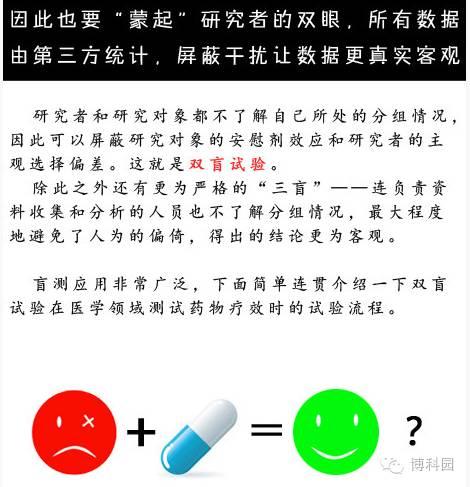 因此也要“蒙起”研究者的双眼，所有数据
由第三方统计，屏蔽干扰让数据更真实客观
研究者和研究对象都不了解自己所处的分组情况，
因此可以屏蔽研究对象的安慰剂效应和研究者的主
观选择偏差。这就是双盲试验。
除此之外还有更为严格的“三盲”——连负责资
料收集和分析的人员也不了解分组情况，最大程度
地避免了人为的偏倚，得出的结论更为客观。
盲测应用非常广泛，下面简单连贯介绍一下双盲
试验在医学领域测试药物疗效时的试验流程。
+ = ?
博科园